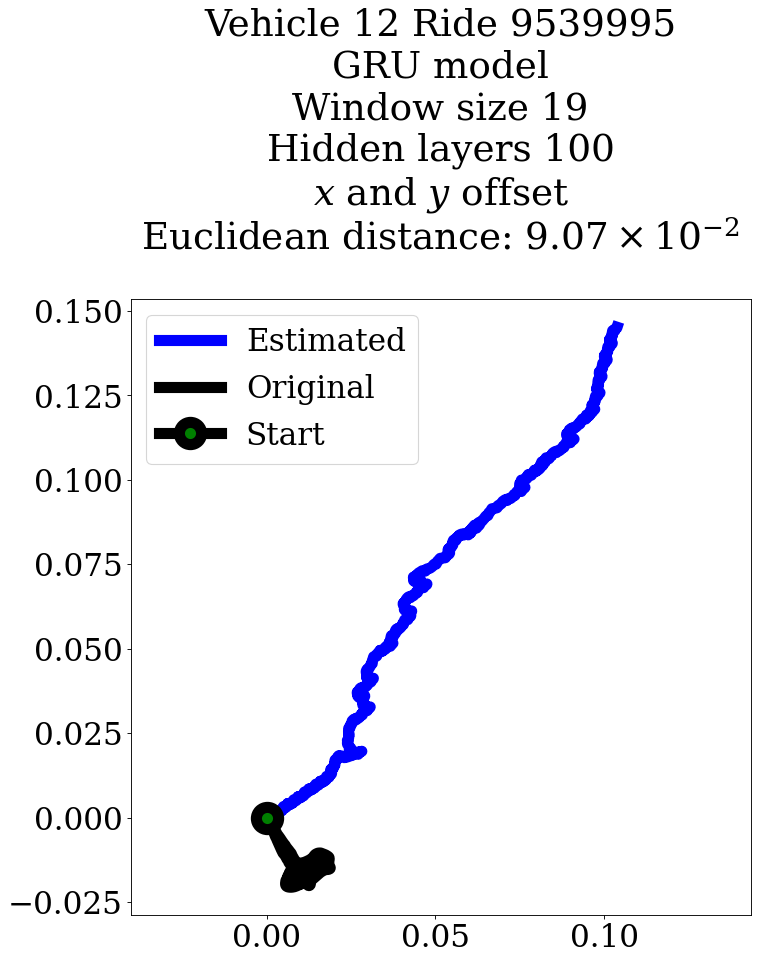 Vehicle 12 Ride 9539995
GRU model
Window size 19
Hidden layers 100
x and y offset
Euclidean distance: 9.07 × 10⁻²
Estimated
Original
Start
0.150
0.125
0.100
0.075
0.050
0.025
0.000
−0.025
0.00 0.05 0.10